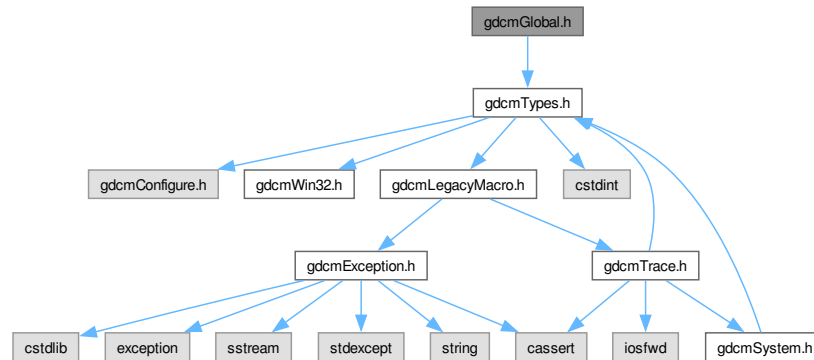 gdcmGlobal.h
gdcmTypes.h
gdcmConfigure.h
gdcmWin32.h
gdcmLegacyMacro.h
cstdint
gdcmException.h
gdcmTrace.h
cstdlib
exception
sstream
stdexcept
string
cassert
iosfwd
gdcmSystem.h